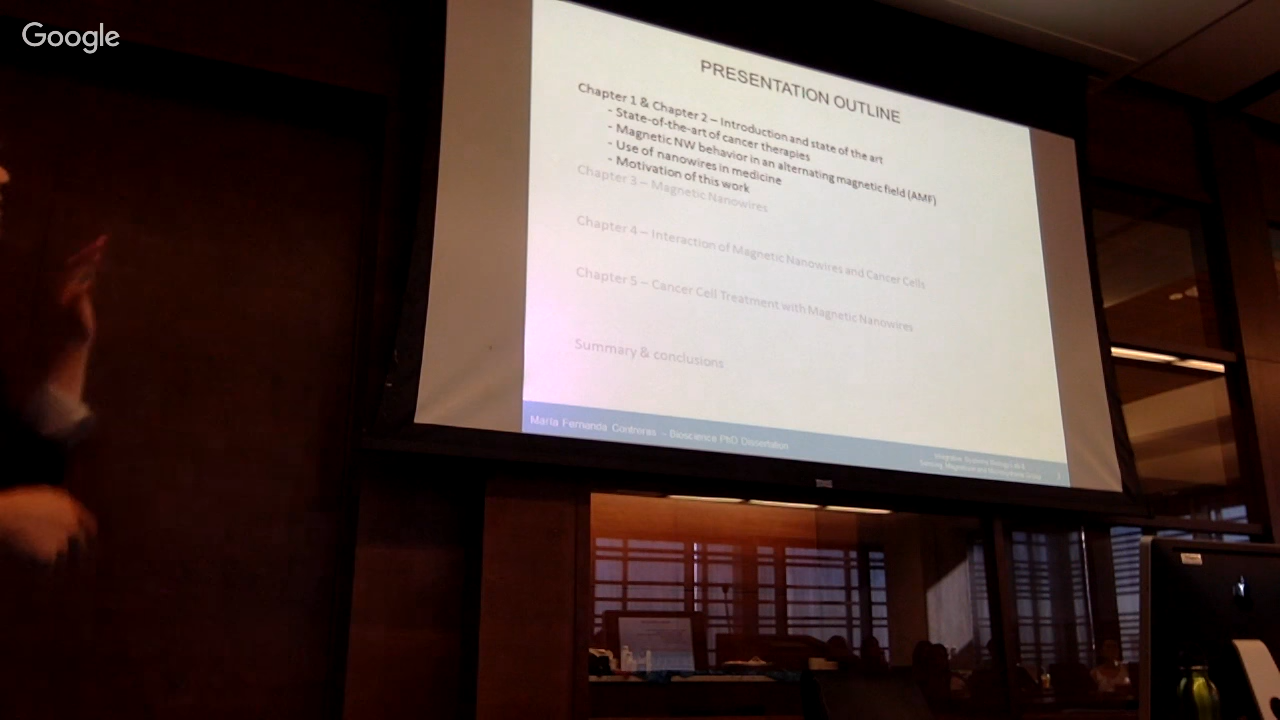 Google
PRESENTATION OUTLINE
Chapter 1 & Chapter 2 – Introduction and state of the art
- State-of-the-art of cancer therapies
- Magnetic NW behavior in an alternating magnetic field (AMF)
- Use of nanowires in medicine
- Motivation of this work
Chapter 3 – Magnetic Nanowires
Chapter 4 – Interaction of Magnetic Nanowires and Cancer Cells
Chapter 5 – Cancer Cell Treatment with Magnetic Nanowires
Summary & conclusions
María Fernanda Contreras – Bioscience PhD Dissertation